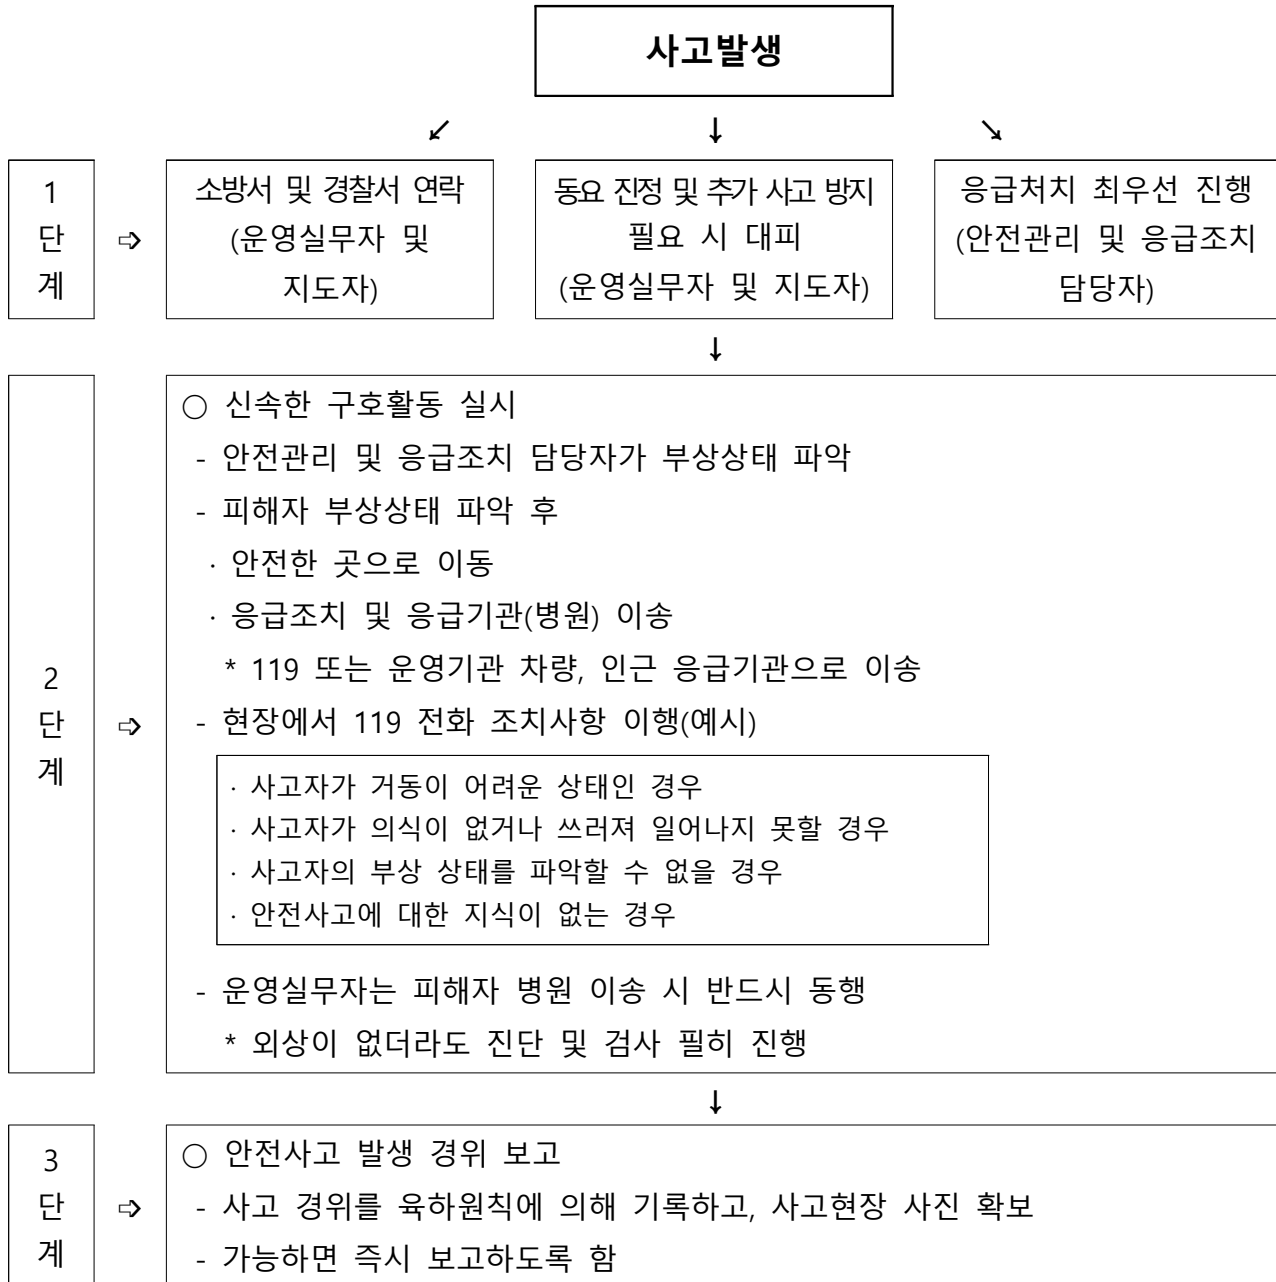 사고발생
↙ ↓ ↘
1
단
계
➩
소방서 및 경찰서 연락
(운영실무자 및
지도자)
동요 진정 및 추가 사고 방지
필요 시 대피
(운영실무자 및 지도자)
응급처치 최우선 진행
(안전관리 및 응급조치
담당자)
↓
2
단
계
➩
○ 신속한 구호활동 실시
- 안전관리 및 응급조치 담당자가 부상상태 파악
- 피해자 부상상태 파악 후
· 안전한 곳으로 이동
· 응급조치 및 응급기관(병원) 이송
* 119 또는 운영기관 차량, 인근 응급기관으로 이송
- 현장에서 119 전화 조치사항 이행(예시)
· 사고자가 거동이 어려운 상태인 경우
· 사고자가 의식이 없거나 쓰러져 일어나지 못할 경우
· 사고자의 부상 상태를 파악할 수 없을 경우
· 안전사고에 대한 지식이 없는 경우
- 운영실무자는 피해자 병원 이송 시 반드시 동행
* 외상이 없더라도 진단 및 검사 필히 진행
↓
3
단
계
➩
○ 안전사고 발생 경위 보고
- 사고 경위를 육하원칙에 의해 기록하고, 사고현장 사진 확보
- 가능하면 즉시 보고하도록 함